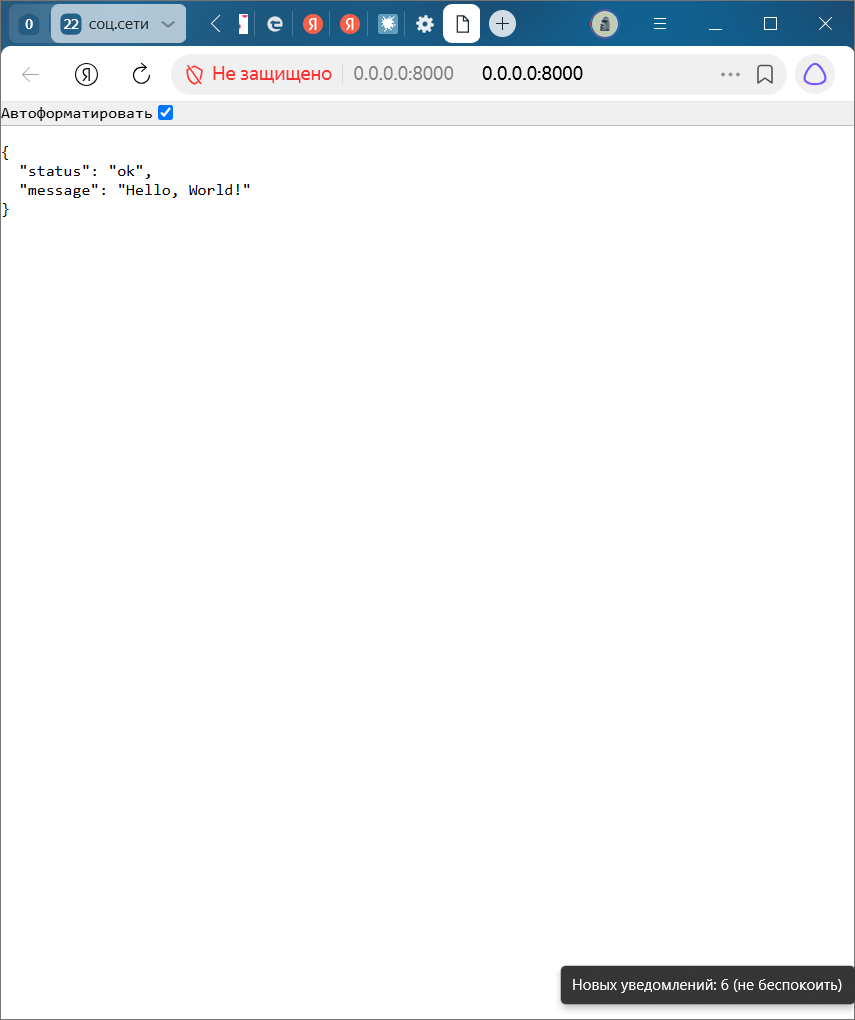 0 22 соц.сети
Я Не защищено 0.0.0.0:8000 0.0.0.0:8000
Автоформатировать
{
"status": "ok",
"message": "Hello, World!"
}
Новых уведомлений: 6 (не беспокоить)